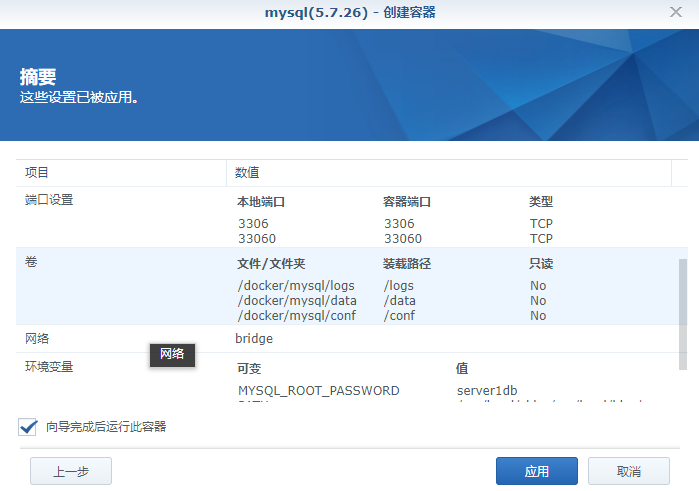 mysql(5.7.26) - 创建容器
摘要
这些设置已被应用。
项目 数值
端口设置 本地端口 容器端口 类型
3306 3306 TCP
33060 33060 TCP
卷 文件/文件夹 装载路径 只读
/docker/mysql/logs /logs No
/docker/mysql/data /data No
/docker/mysql/conf /conf No
网络 bridge
网络
环境变量 可变 值
MYSQL_ROOT_PASSWORD server1db
向导完成后运行此容器
上一步 应用 取消